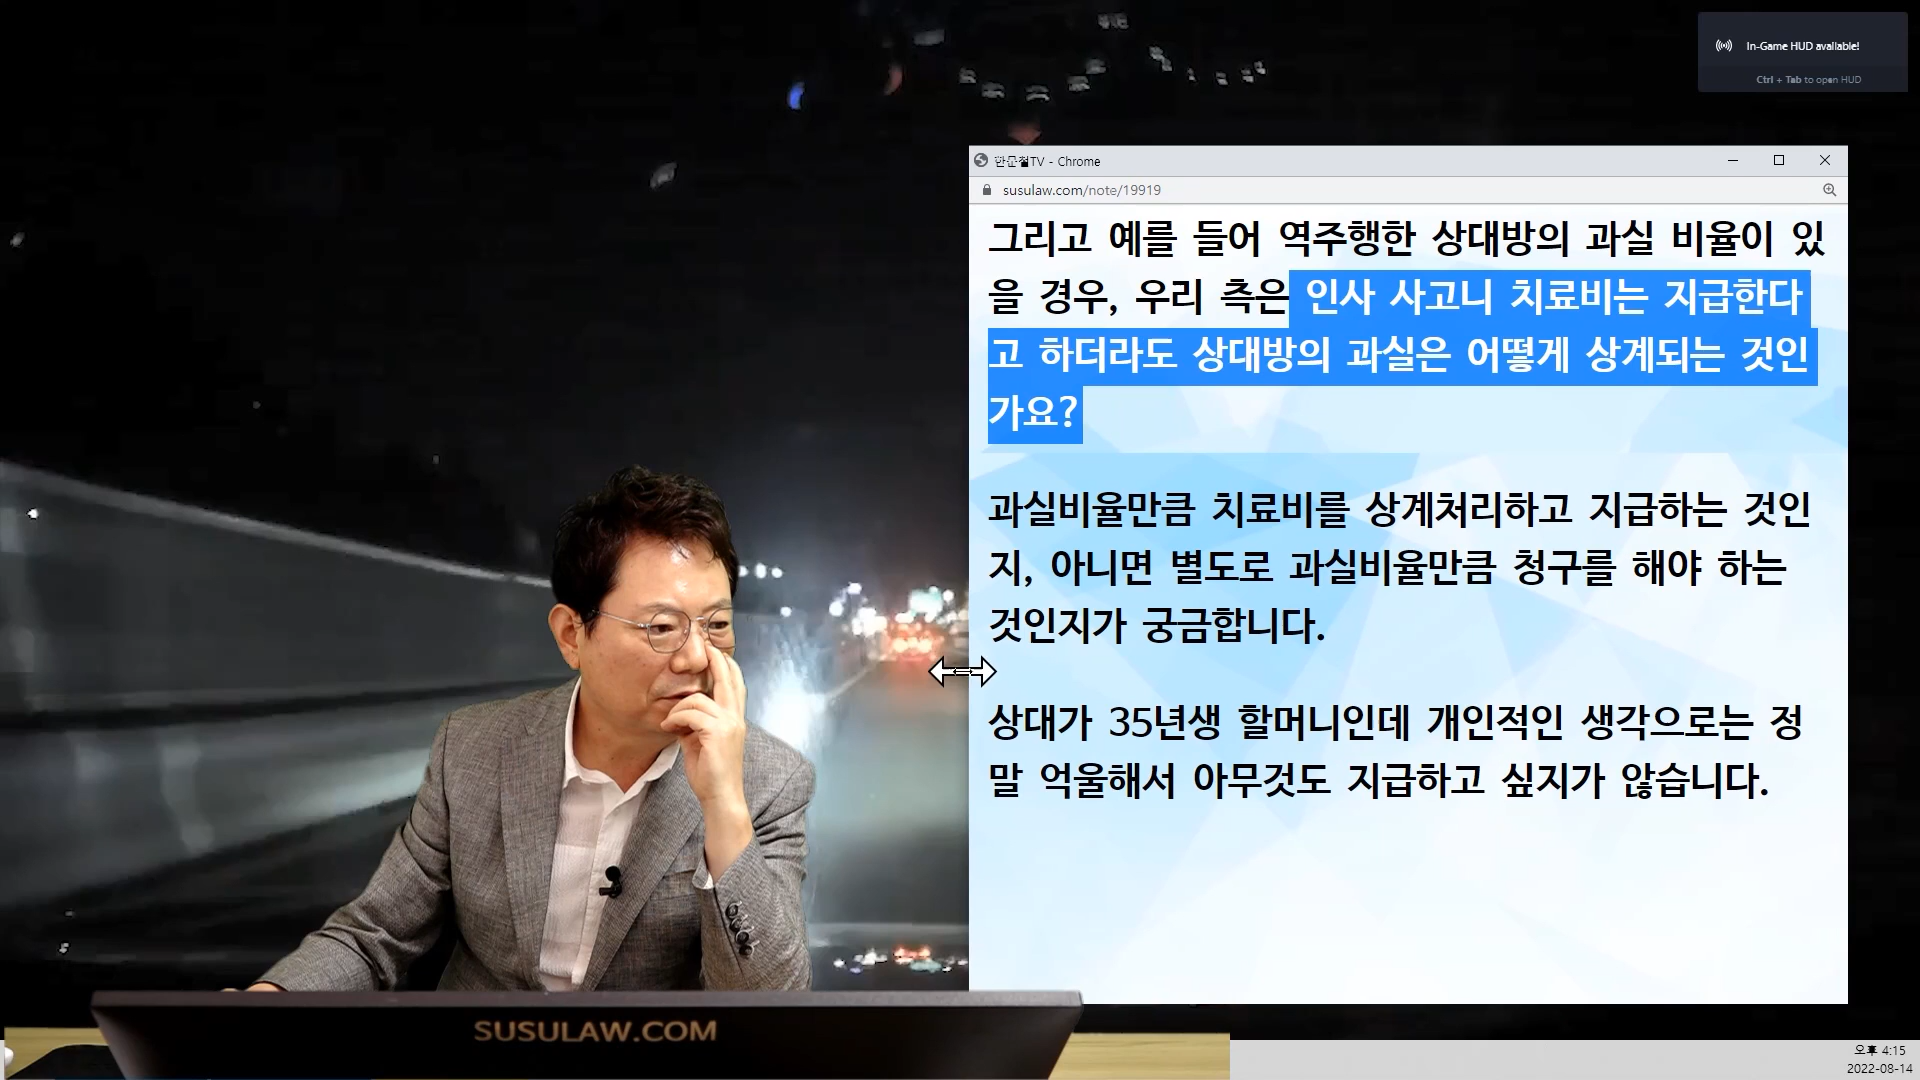 In-Game HUD available!
Ctrl + Tab to open HUD
한문철TV - Chrome
susulaw.com/note/19919
그리고 예를 들어 역주행한 상대방의 과실 비율이 있
을 경우, 우리 측은 인사 사고니 치료비는 지급한다
고 하더라도 상대방의 과실은 어떻게 상계되는 것인
가요?
과실비율만큼 치료비를 상계처리하고 지급하는 것인
지, 아니면 별도로 과실비율만큼 청구를 해야 하는
것인지가 궁금합니다.
상대가 35년생 할머니인데 개인적인 생각으로는 정
말 억울해서 아무것도 지급하고 싶지가 않습니다.
SUSULAW.COM
오후 4:15
2022-08-14